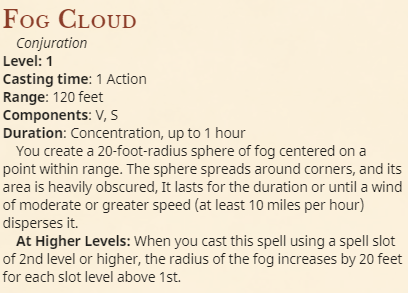 Fog Cloud
Conjuration
Level: 1
Casting time: 1 Action
Range: 120 feet
Components: V, S
Duration: Concentration, up to 1 hour
You create a 20-foot-radius sphere of fog centered on a
point within range. The sphere spreads around corners, and its
area is heavily obscured, It lasts for the duration or until a wind
of moderate or greater speed (at least 10 miles per hour)
disperses it.
At Higher Levels: When you cast this spell using a spell slot
of 2nd level or higher, the radius of the fog increases by 20 feet
for each slot level above 1st.